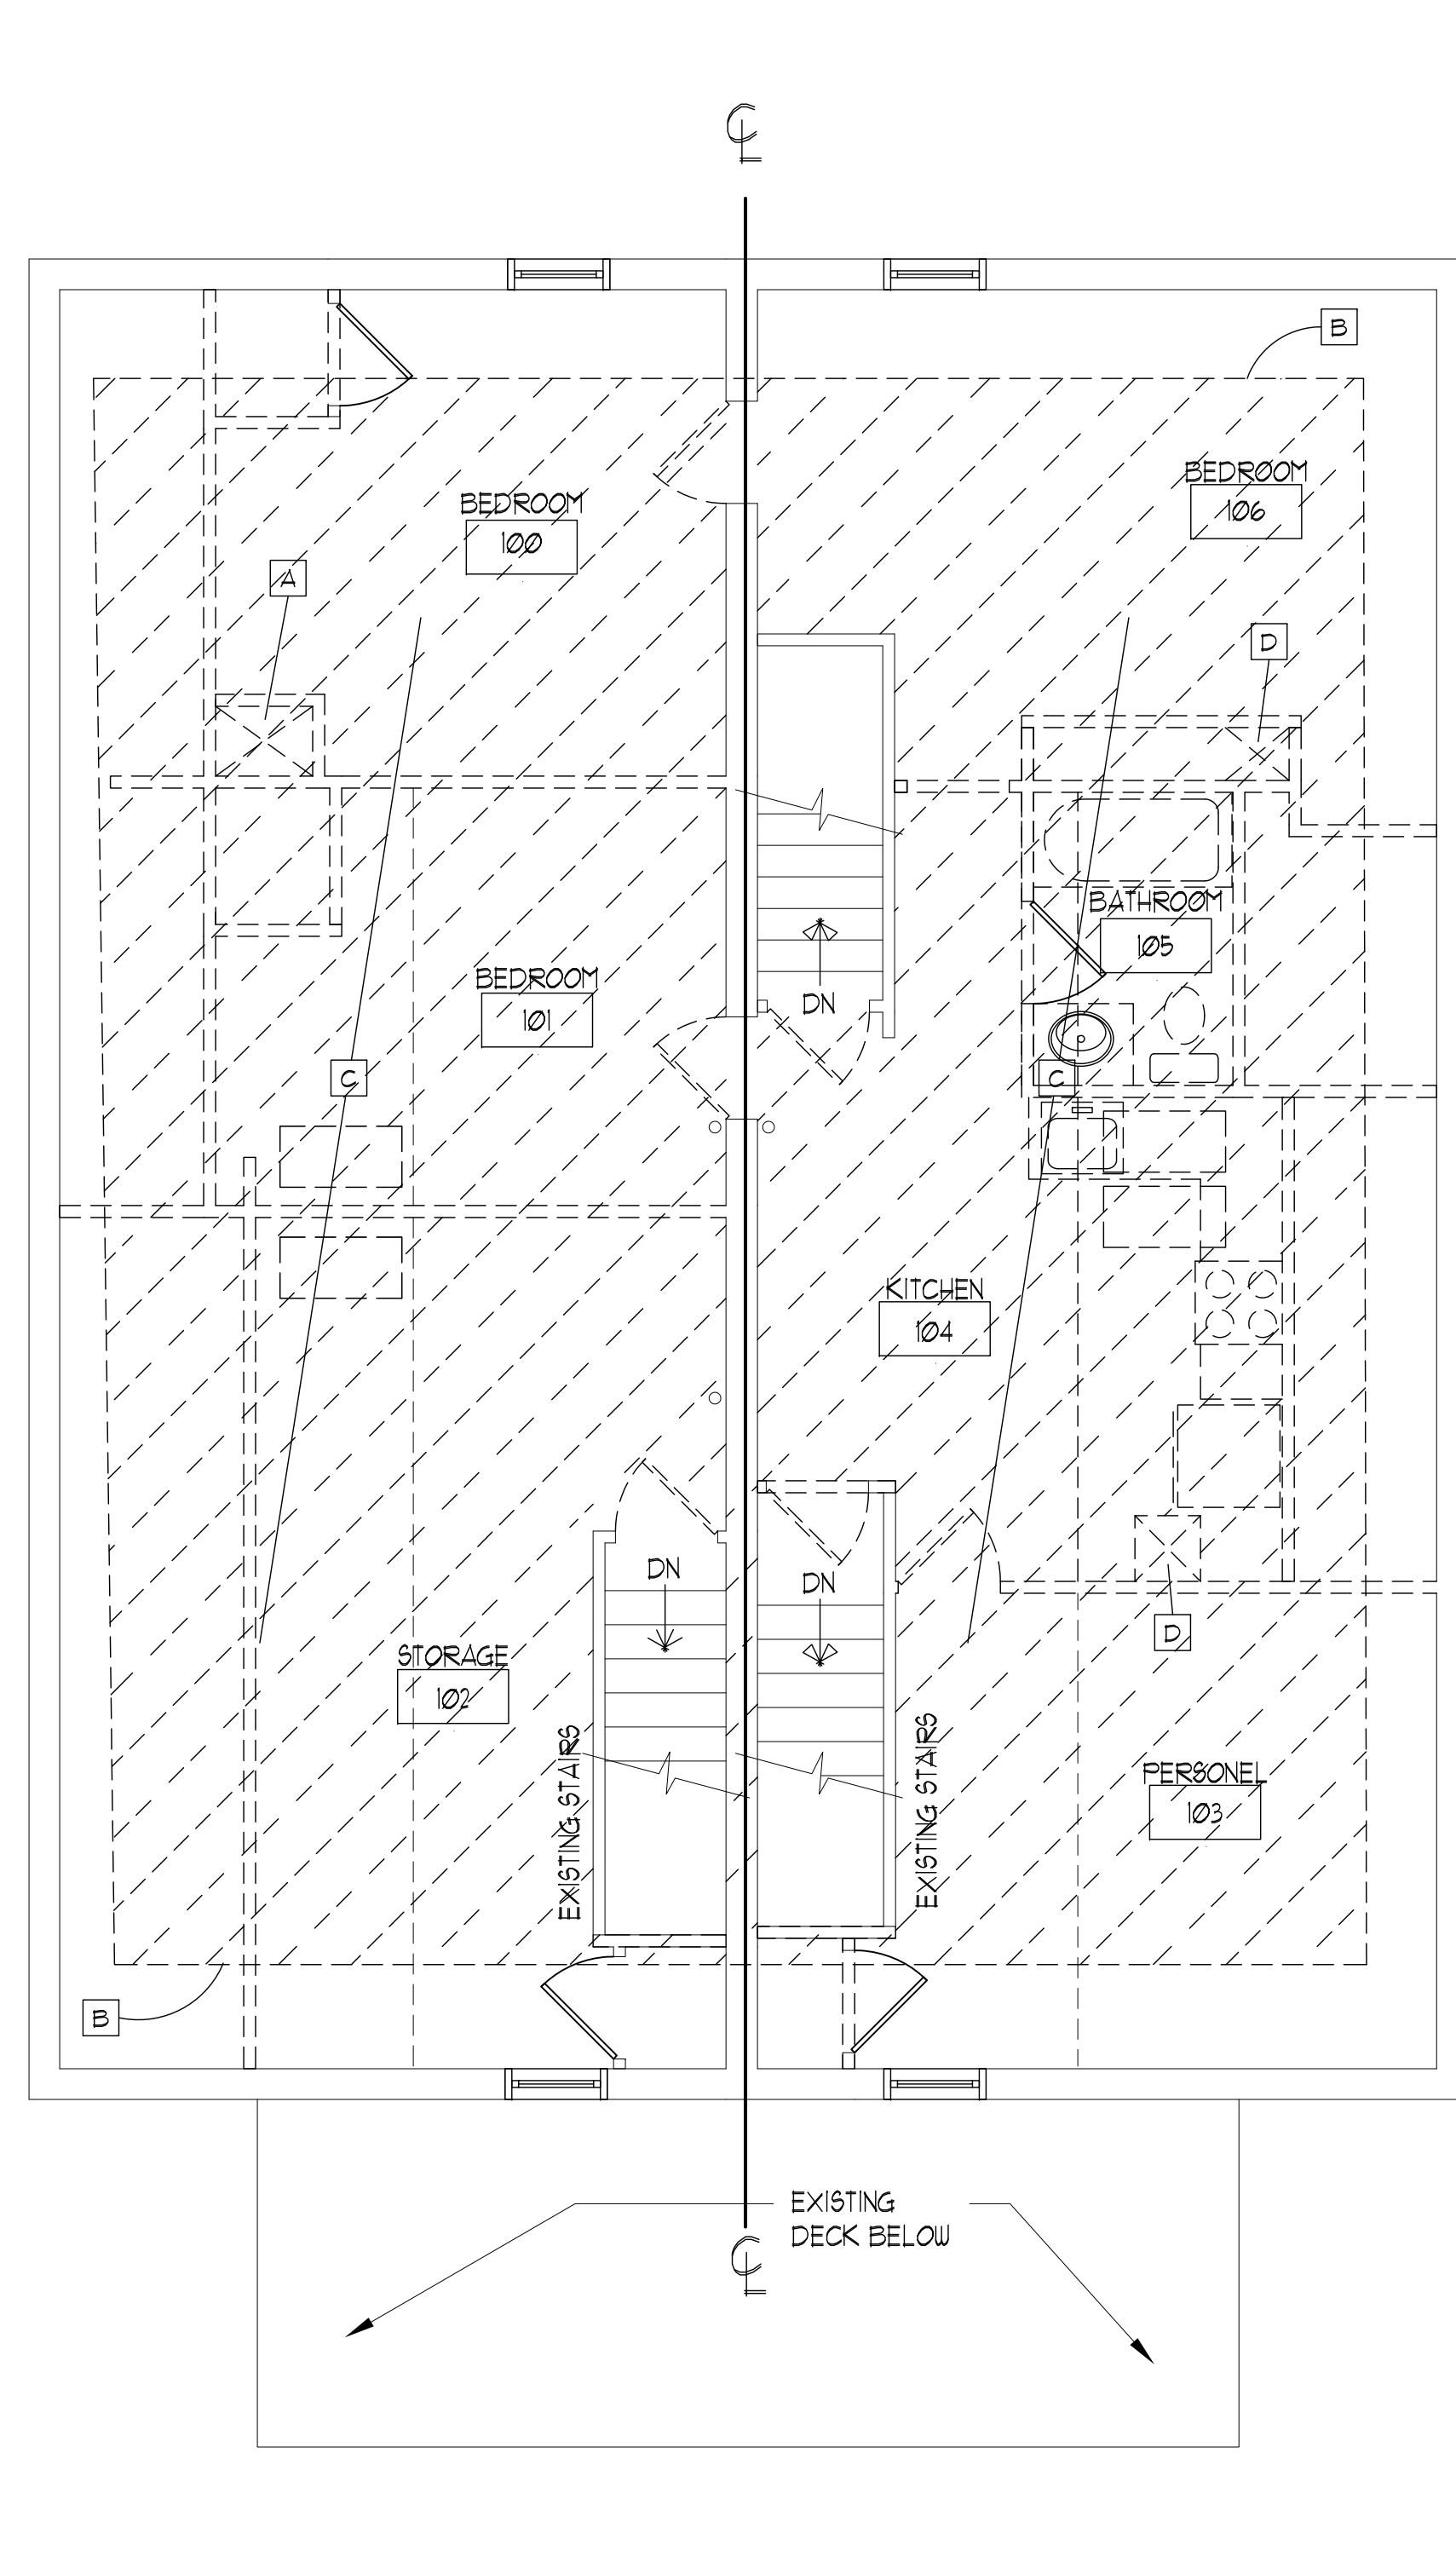 ℄
B
BEDROOM
106
BEDROOM
100
A
D
BATHROOM
105
BEDROOM
101
DN
C
C
KITCHEN
104
DN
DN
D
STORAGE
102
EXISTING STAIRS
EXISTING STAIRS
PERSONEL
103
B
EXISTING
DECK BELOW
℄